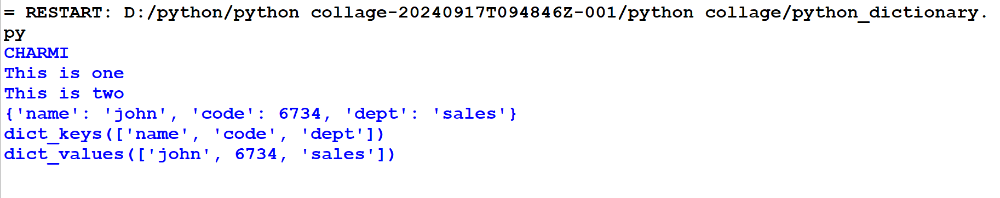 = RESTART: D:/python/python collage-20240917T094846Z-001/python collage/python_dictionary.
py
CHARMI
This is one
This is two
{'name': 'john', 'code': 6734, 'dept': 'sales'}
dict_keys(['name', 'code', 'dept'])
dict_values(['john', 6734, 'sales'])